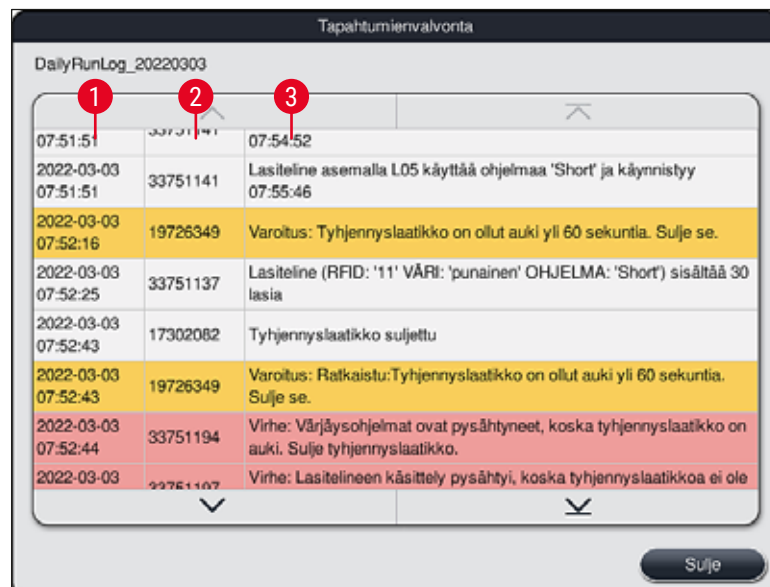 Tapahtumienvalvonta
DailyRunLog_20220303
1 2 3
07:51:51 33751141 07:54:52
2022-03-03
07:51:51 33751141 Lasiteline asemalla L05 käyttää ohjelmaa 'Short' ja käynnistyy
07:55:46
2022-03-03
07:52:16 19726349 Varoitus: Tyhjennyslaatikko on ollut auki yli 60 sekuntia. Sulje se.
2022-03-03
07:52:25 33751137 Lasiteline (RFID: '11' VÄRI: 'punainen' OHJELMA: 'Short') sisältää 30
lasia
2022-03-03
07:52:43 17302082 Tyhjennyslaatikko suljettu
2022-03-03
07:52:43 19726349 Varoitus: Ratkaistu:Tyhjennyslaatikko on ollut auki yli 60 sekuntia.
Sulje se.
2022-03-03
07:52:44 33751194 Virhe: Värjäysohjelmat ovat pysähtyneet, koska tyhjennyslaatikko on
auki. Sulje tyhjennyslaatikko.
2022-03-03 33751197 Virhe: Lasitelineen käsittely pysähtyi, koska tyhjennyslaatikkoa ei ole
Sulje